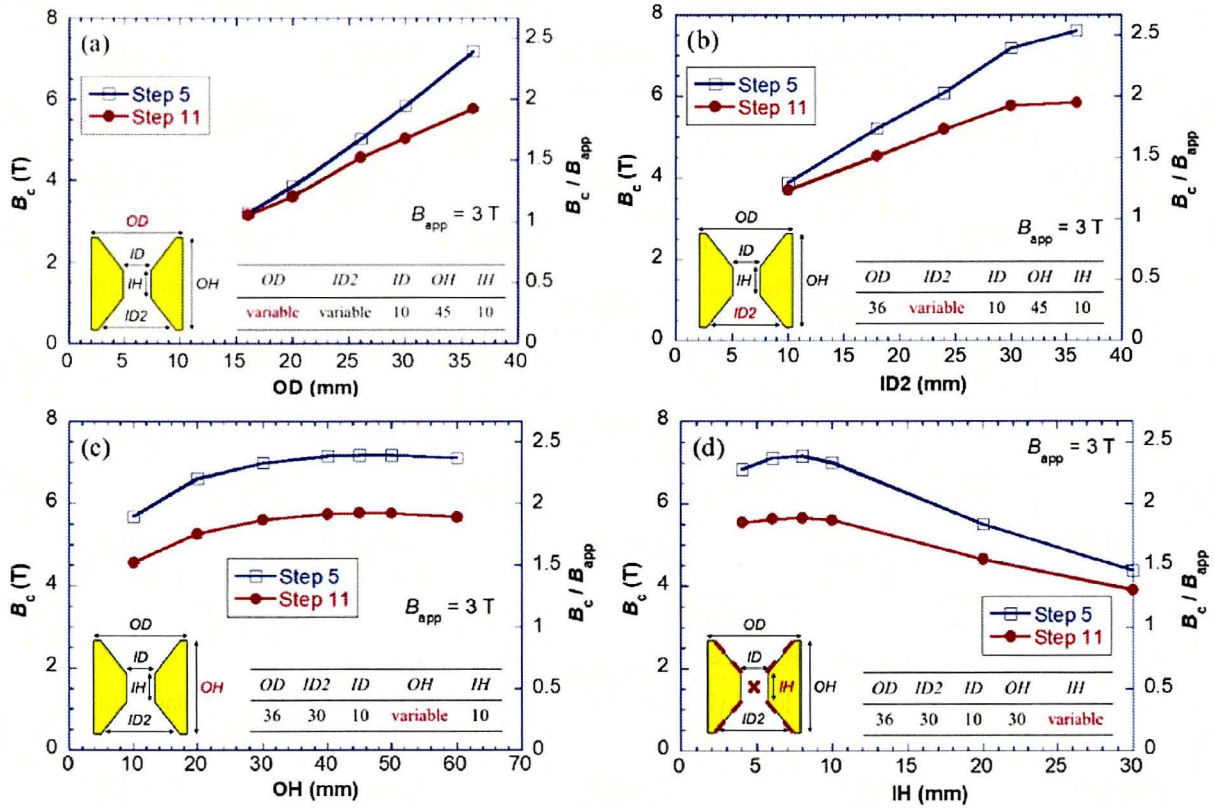 (a)
Step 5
Step 11
B_app = 3 T
OD
ID
IH
OH
ID2
OD ID2 ID OH IH
variable variable 10 45 10
B_c (T)
B_c / B_app
8
6
4
2
0
2.5
2
1.5
1
0.5
0
0 5 10 15 20 25 30 35 40
OD (mm)
(b)
Step 5
Step 11
B_app = 3 T
OD
ID
IH
OH
ID2
OD ID2 ID OH IH
36 variable 10 45 10
B_c (T)
B_c / B_app
8
6
4
2
0
2.5
2
1.5
1
0.5
0
0 5 10 15 20 25 30 35 40
ID2 (mm)
(c)
Step 5
Step 11
B_app = 3 T
OD
ID
IH
OH
ID2
OD ID2 ID OH IH
36 30 10 variable 10
B_c (T)
B_c / B_app
8
6
4
2
0
2.5
2
1.5
1
0.5
0
0 10 20 30 40 50 60 70
OH (mm)
(d)
B_app = 3 T
Step 5
Step 11
OD
ID
IH
OH
ID2
OD ID2 ID OH IH
36 30 10 30 variable
B_c (T)
B_c / B_app
8
6
4
2
0
2.5
2
1.5
1
0.5
0
0 5 10 15 20 25 30
IH (mm)